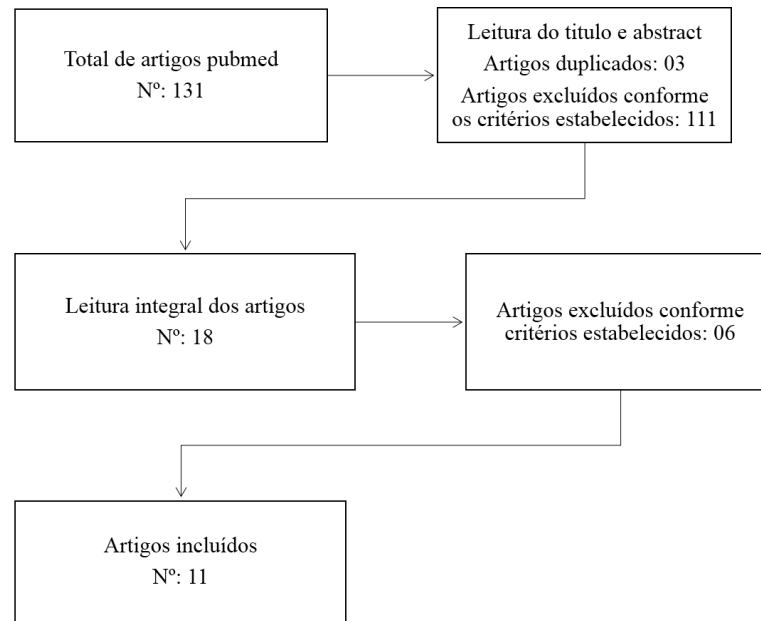 Total de artigos pubmed
Nº: 131
Leitura do titulo e abstract
Artigos duplicados: 03
Artigos excluídos conforme
os critérios estabelecidos: 111
Leitura integral dos artigos
Nº: 18
Artigos excluídos conforme
critérios estabelecidos: 06
Artigos incluídos
Nº: 11